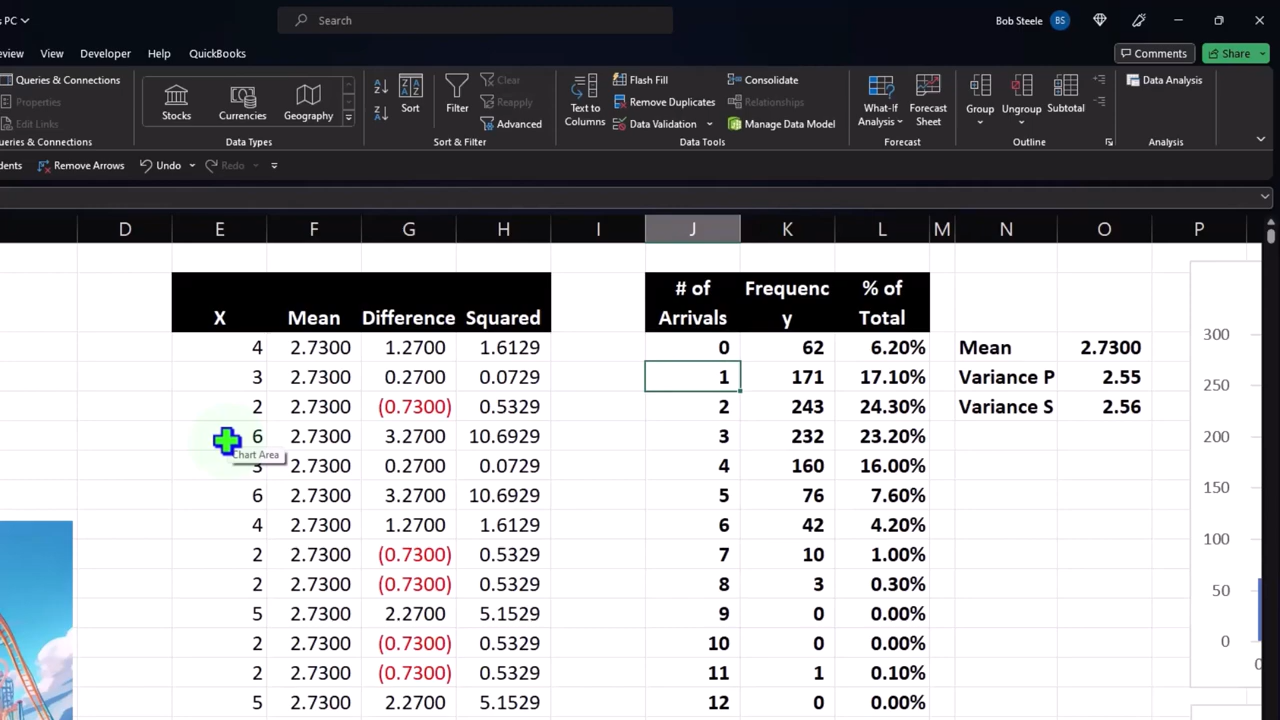 s PC
Search
Bob Steele BS
eview View Developer Help QuickBooks
Comments Share
Queries & Connections
Properties
Edit Links
ueries & Connections
Stocks Currencies Geography
Data Types
Sort
Filter
Clear
Reapply
Advanced
Sort & Filter
Text to
Columns
Flash Fill
Remove Duplicates
Data Validation
Consolidate
Relationships
Manage Data Model
Data Tools
What-If
Analysis
Forecast
Sheet
Forecast
Group Ungroup Subtotal
Outline
Data Analysis
Analysis
dents Remove Arrows Undo Redo
D E F G H I J K L M N O P
X Mean Difference Squared
# of Frequenc % of
Arrivals y Total
4 2.7300 1.2700 1.6129 0 62 6.20% Mean 2.7300
3 2.7300 0.2700 0.0729 1 171 17.10% Variance P 2.55
2 2.7300 (0.7300) 0.5329 2 243 24.30% Variance S 2.56
6 2.7300 3.2700 10.6929 3 232 23.20%
Chart Area
3 2.7300 0.2700 0.0729 4 160 16.00%
6 2.7300 3.2700 10.6929 5 76 7.60%
4 2.7300 1.2700 1.6129 6 42 4.20%
2 2.7300 (0.7300) 0.5329 7 10 1.00%
2 2.7300 (0.7300) 0.5329 8 3 0.30%
5 2.7300 2.2700 5.1529 9 0 0.00%
2 2.7300 (0.7300) 0.5329 10 0 0.00%
2 2.7300 (0.7300) 0.5329 11 1 0.10%
5 2.7300 2.2700 5.1529 12 0 0.00%
300
250
200
150
100
50
0
0